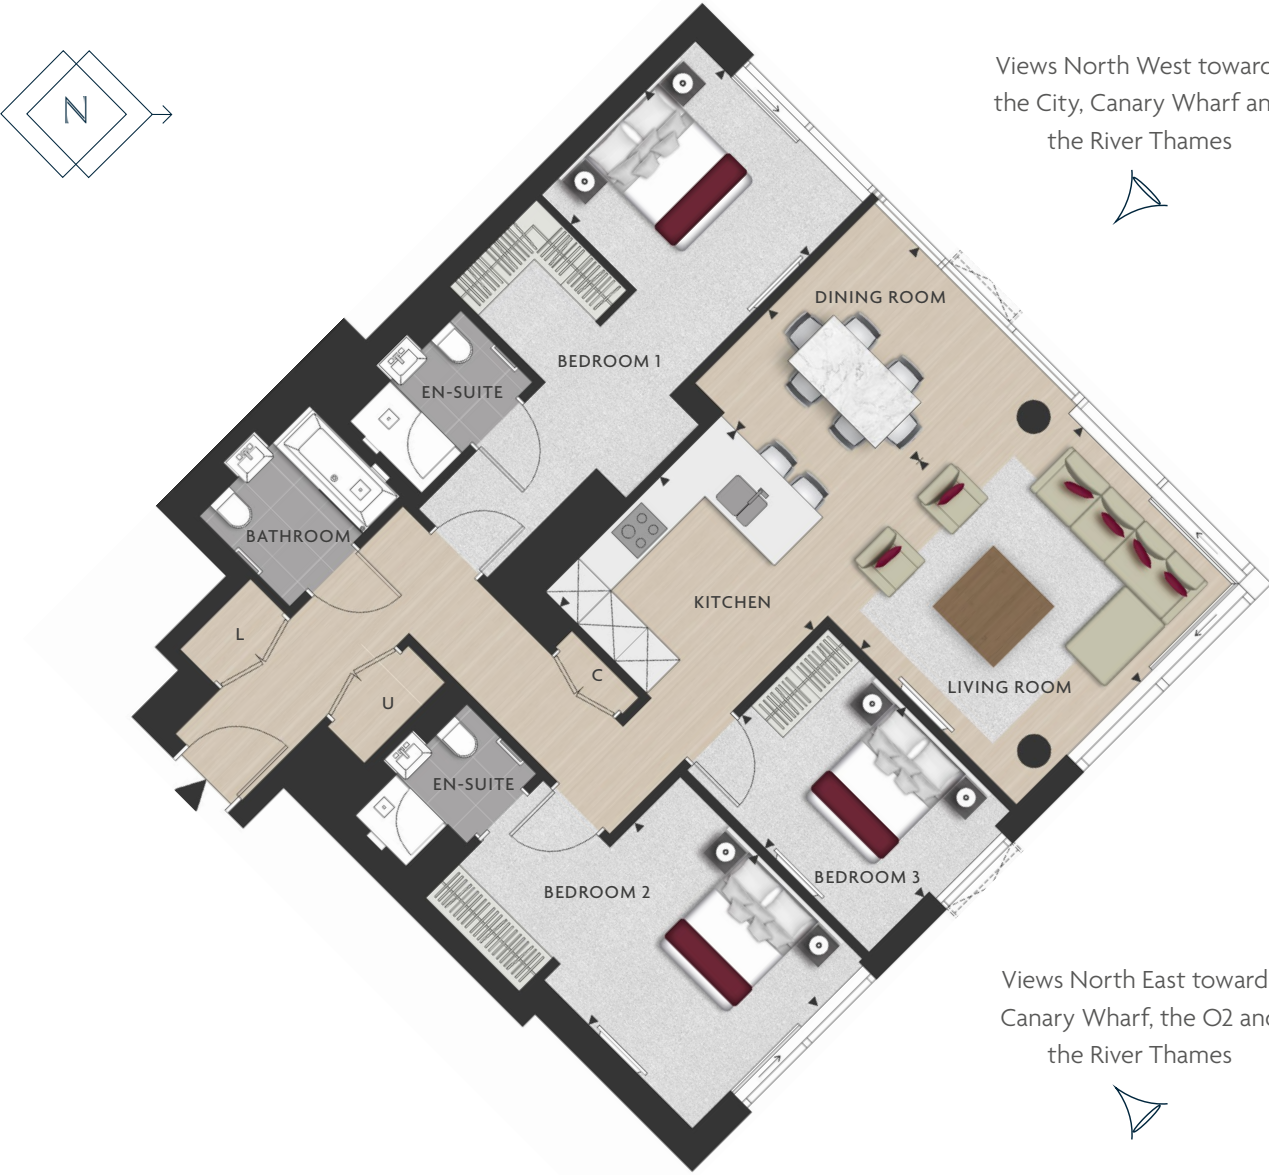 N
Views North West toward
the City, Canary Wharf an
the River Thames
DINING ROOM
BEDROOM 1
EN-SUITE
BATHROOM
KITCHEN
L
C
LIVING ROOM
U
EN-SUITE
BEDROOM 3
BEDROOM 2
Views North East toward
Canary Wharf, the O2 and
the River Thames